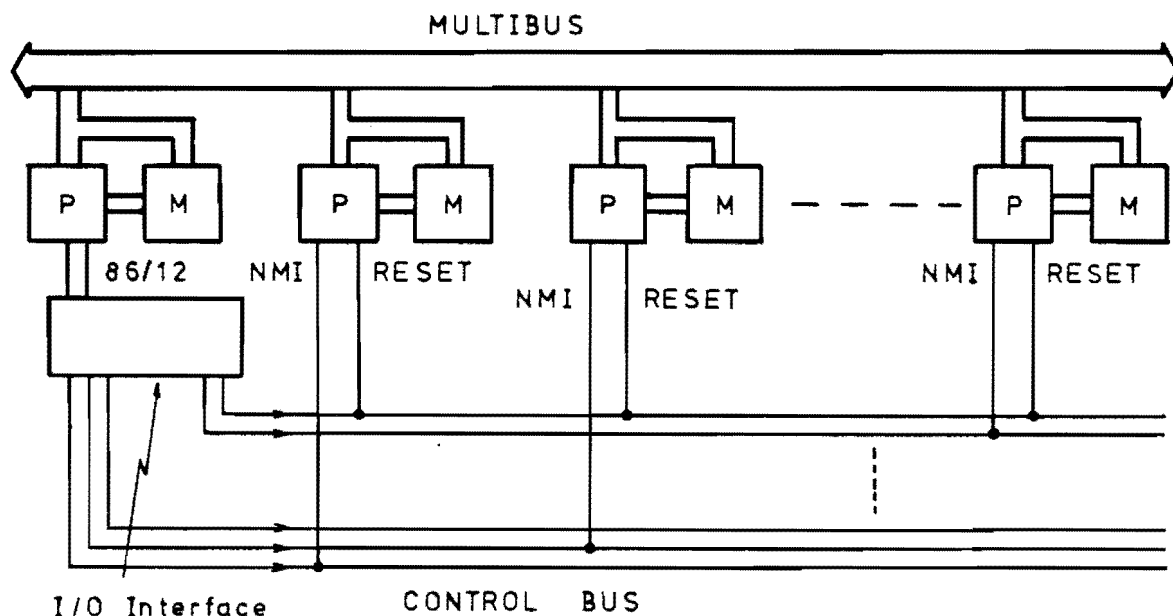 MULTIBUS
P M P M P M P M
86/12 NMI RESET NMI RESET
NMI RESET
I/O Interface CONTROL BUS